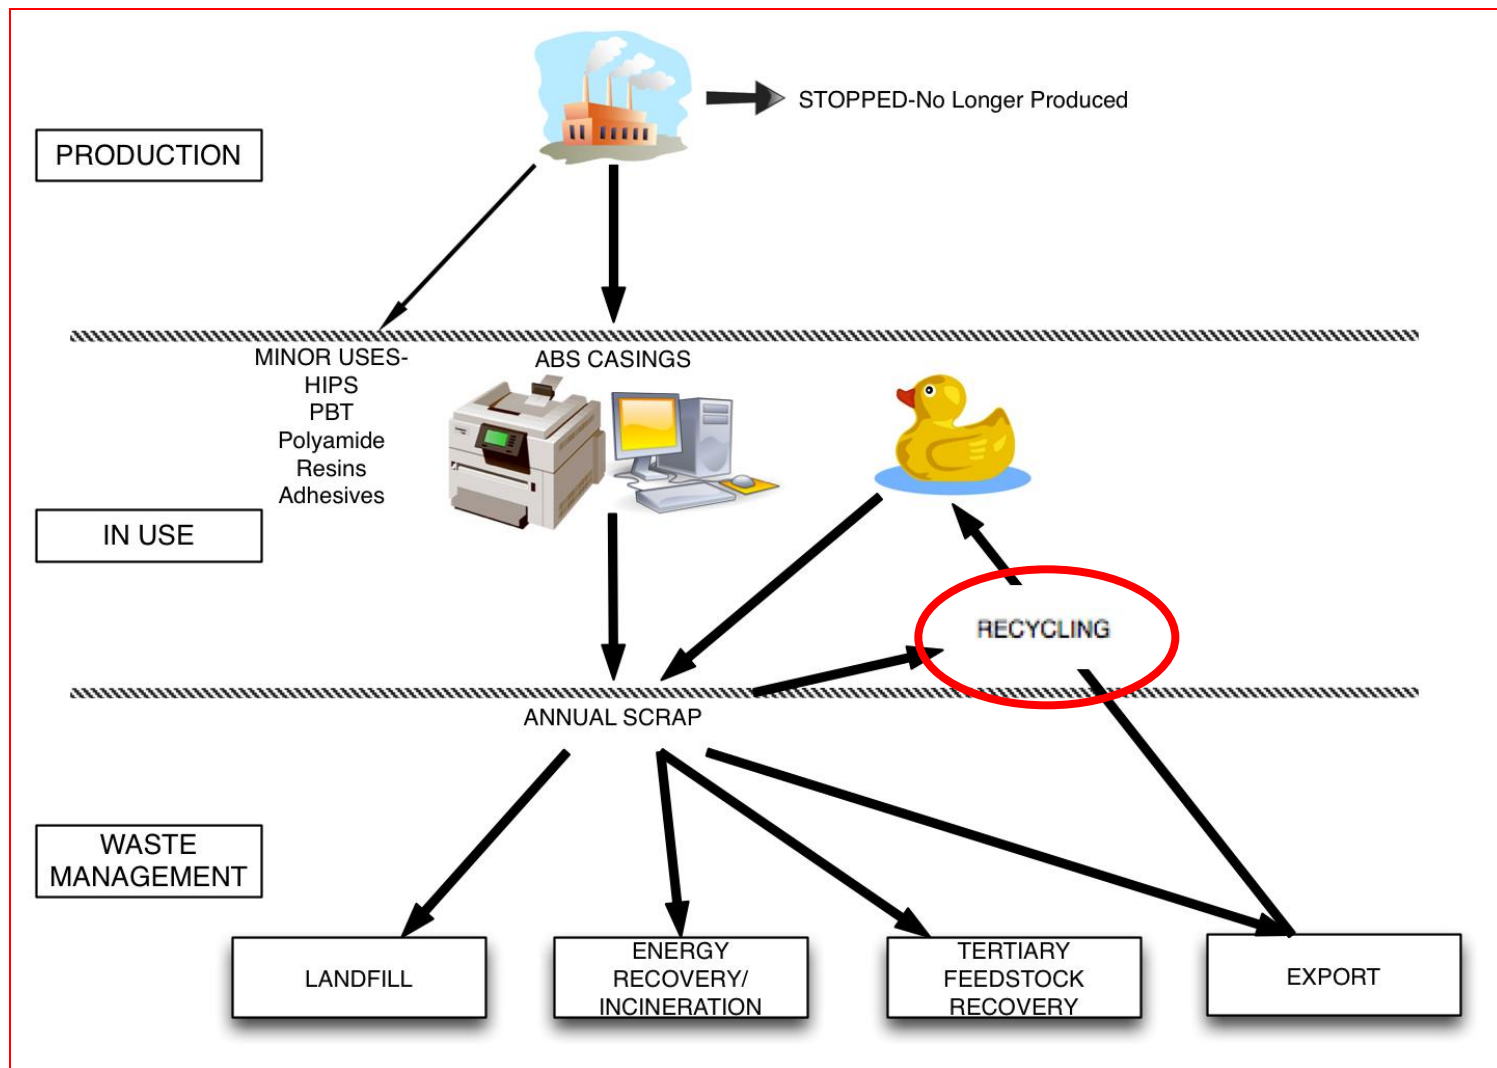 STOPPED-No Longer Produced
PRODUCTION
MINOR USES-
HIPS
PBT
Polyamide
Resins
Adhesives
ABS CASINGS
IN USE
RECYCLING
ANNUAL SCRAP
WASTE
MANAGEMENT
LANDFILL
ENERGY
RECOVERY/
INCINERATION
TERTIARY
FEEDSTOCK
RECOVERY
EXPORT